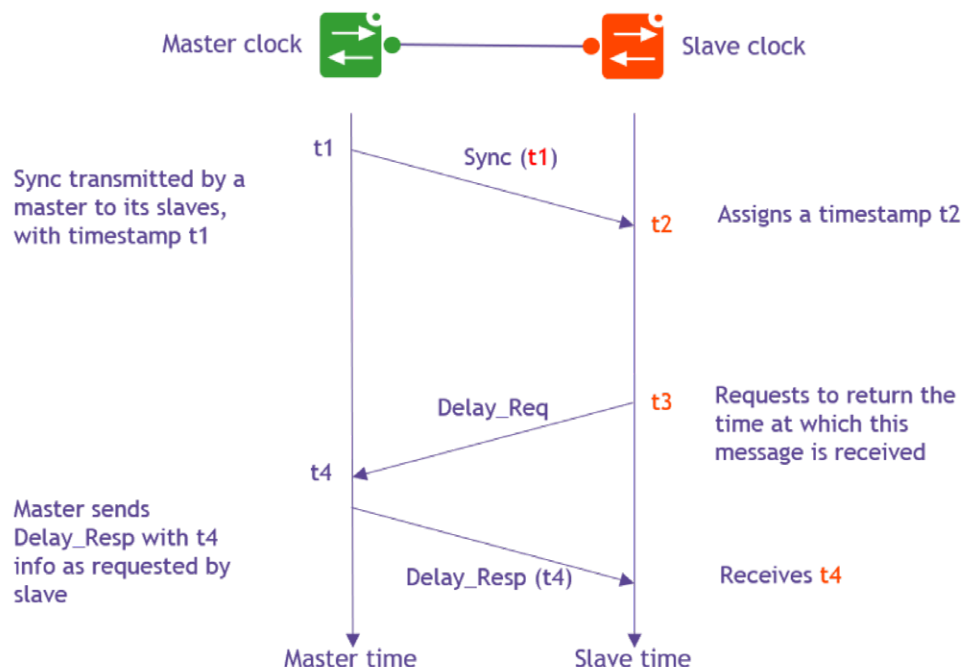 Master clock
Slave clock
t1
Sync (t1)
Sync transmitted by a
master to its slaves,
with timestamp t1
t2
Assigns a timestamp t2
Delay_Req
t3
Requests to return the
time at which this
message is received
t4
Master sends
Delay_Resp with t4
info as requested by
slave
Delay_Resp (t4)
Receives t4
Master time
Slave time